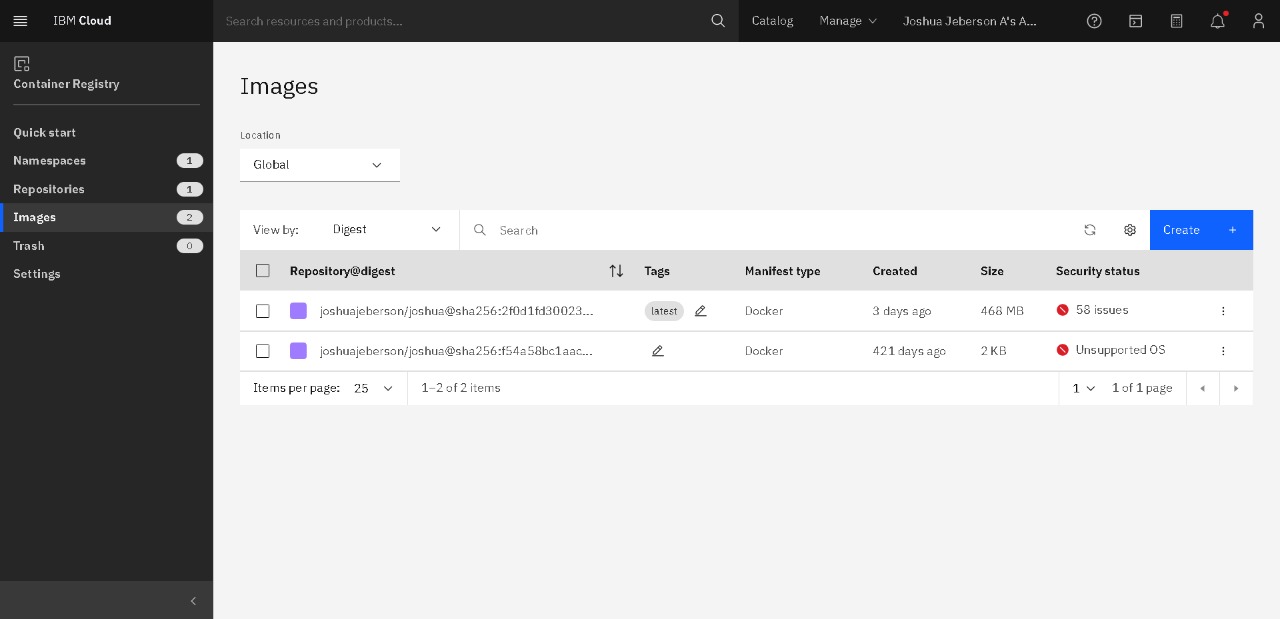 IBM Cloud
Search resources and products...
Catalog
Manage
Joshua Jeberson A's A...
Container Registry
Quick start
Namespaces 1
Repositories 1
Images 2
Trash 0
Settings
Images
Location
Global
View by: Digest
Search
Create +
Repository@digest Tags Manifest type Created Size Security status
joshuajeberson/joshua@sha256:2f0d1fd30023... latest Docker 3 days ago 468 MB 58 issues
joshuajeberson/joshua@sha256:f54a58bc1aac... Docker 421 days ago 2 KB Unsupported OS
Items per page: 25 1–2 of 2 items 1 1 of 1 page